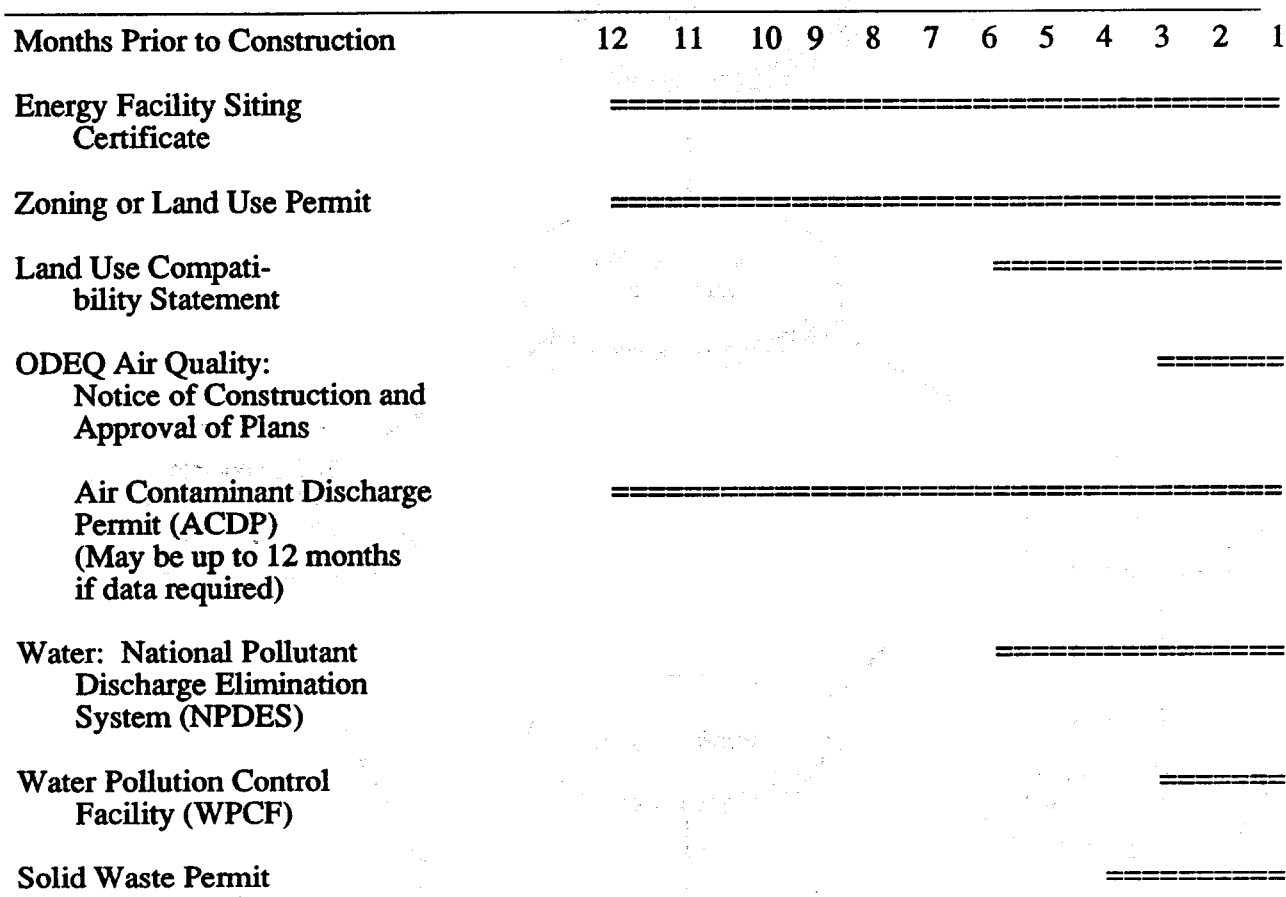 Months Prior to Construction 12 11 10 9 8 7 6 5 4 3 2 1
Energy Facility Siting =====================================
Certificate
Zoning or Land Use Permit =====================================
Land Use Compati- ================
bility Statement
ODEQ Air Quality: =======
Notice of Construction and
Approval of Plans
Air Contaminant Discharge =====================================
Permit (ACDP)
(May be up to 12 months
if data required)
Water: National Pollutant ================
Discharge Elimination
System (NPDES)
Water Pollution Control =======
Facility (WPCF)
Solid Waste Permit ==========